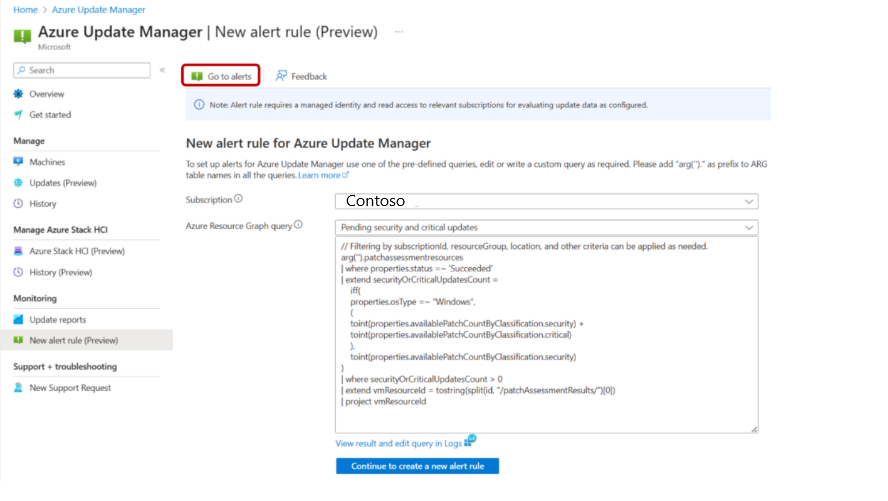 Home > Azure Update Manager
Azure Update Manager | New alert rule (Preview) ...
Microsoft
Search
«
Go to alerts
Feedback
Overview
Get started
Manage
Machines
Updates (Preview)
History
Manage Azure Stack HCI
Azure Stack HCI (Preview)
History (Preview)
Monitoring
Update reports
New alert rule (Preview)
Support + troubleshooting
New Support Request
Note: Alert rule requires a managed identity and read access to relevant subscriptions for evaluating update data as configured.
New alert rule for Azure Update Manager
To set up alerts for Azure Update Manager use one of the pre-defined queries, edit or write a custom query as required. Please add "arg(")." as prefix to ARG
table names in all the queries. Learn more
Subscription
Contoso
Azure Resource Graph query
Pending security and critical updates
// Filtering by subscriptionId, resourceGroup, location, and other criteria can be applied as needed.
arg("").patchassessmentresources
| where properties.status =~ 'Succeeded'
| extend securityOrCriticalUpdatesCount =
iff(
properties.osType =~ "Windows",
(
toint(properties.availablePatchCountByClassification.security) +
toint(properties.availablePatchCountByClassification.critical)
),
toint(properties.availablePatchCountByClassification.security)
)
| where securityOrCriticalUpdatesCount > 0
| extend vmResourceId = tostring(split(id, "/patchAssessmentResults/")[0])
| project vmResourceId
View result and edit query in Logs
Continue to create a new alert rule